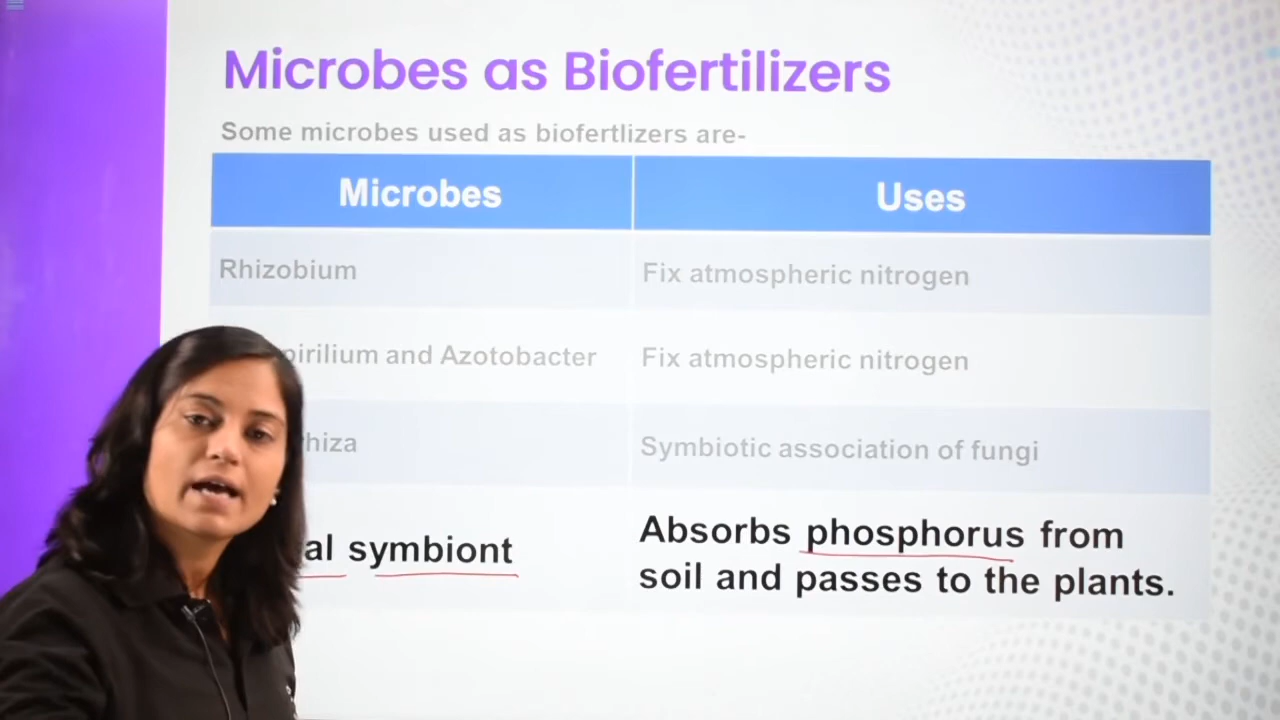 Microbes as Biofertilizers
Some microbes used as biofertlizers are-
Microbes Uses
Rhizobium Fix atmospheric nitrogen
pirilium and Azotobacter Fix atmospheric nitrogen
hiza Symbiotic association of fungi
al symbiont
Absorbs phosphorus from
soil and passes to the plants.